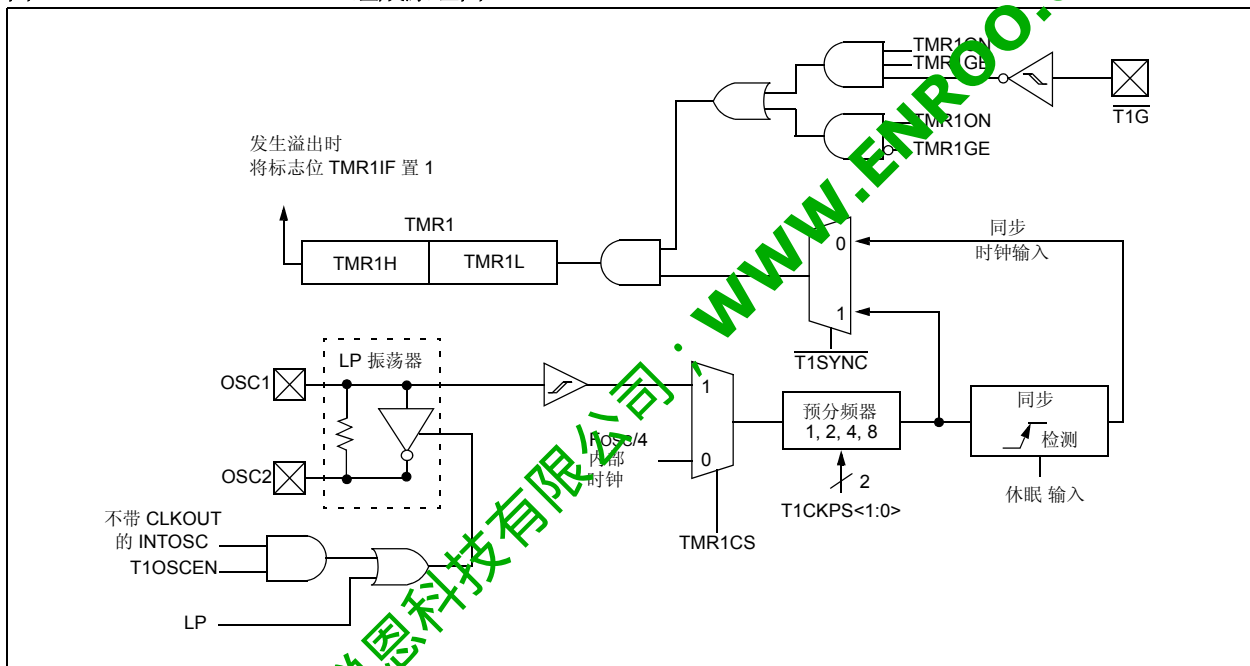 TMR1ON
TMR1GE
T1G
TMR1ON
TMR1GE
发生溢出时
将标志位 TMR1IF 置 1
TMR1
TMR1H
TMR1L
0
1
同步
时钟输入
T1SYNC
LP 振荡器
OSC1
OSC2
1
0
FOSC/4
内部
时钟
预分频器
1, 2, 4, 8
同步
检测
2
T1CKPS<1:0>
休眠 输入
TMR1CS
不带 CLKOUT
的 INTOSC
T1OSCEN
LP
恩科技有限公司: WWW.ENROO.